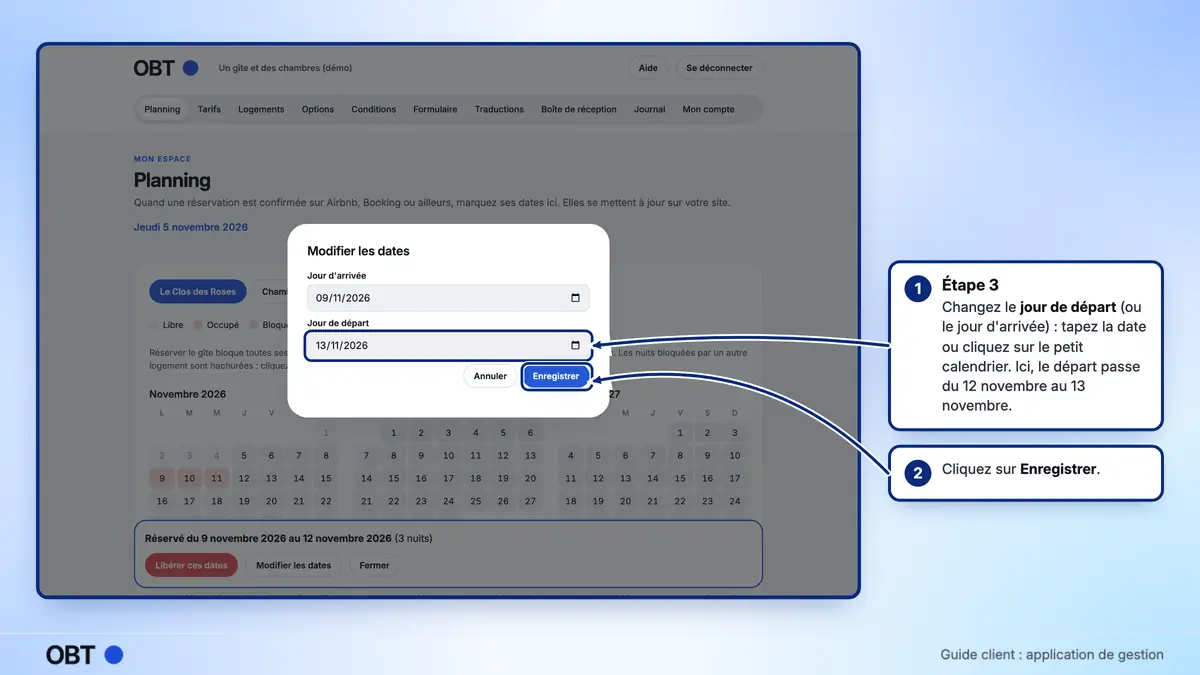 OBT
Un gîte et des chambres (démo)
Aide
Se déconnecter
Planning
Tarifs
Logements
Options
Conditions
Formulaire
Traductions
Boîte de réception
Journal
Mon compte
MON ESPACE
Planning
Quand une réservation est confirmée sur Airbnb, Booking ou ailleurs, marquez ses dates ici. Elles se mettent à jour sur votre site.
Jeudi 5 novembre 2026
Le Clos des Roses
Libre
Occupé
Réserver le gîte bloque toutes
Les nuits bloquées par un autre
logement sont hachurées :
Modifier les dates
Jour d'arrivée
09/11/2026
Jour de départ
13/11/2026
Annuler
Enregistrer
Novembre 2026
27
L M M J V
M J V S D
1
1 2 3 4 5 6
1 2 3
2 3 4 5 6 7 8
7 8 9 10 11 12 13
4 5 6 7 8 9 10
9 10 11 12 13 14 15
14 15 16 17 18 19 20
11 12 13 14 15 16 17
16 17 18 19 20 21 22
21 22 23 24 25 26 27
18 19 20 21 22 23 24
Réservé du 9 novembre 2026 au 12 novembre 2026 (3 nuits)
Libérer ces dates
Modifier les dates
Fermer
1
Étape 3
Changez le jour de départ (ou
le jour d'arrivée) : tapez la date
ou cliquez sur le petit
calendrier. Ici, le départ passe
du 12 novembre au 13
novembre.
2
Cliquez sur Enregistrer.
OBT
Guide client : application de gestion